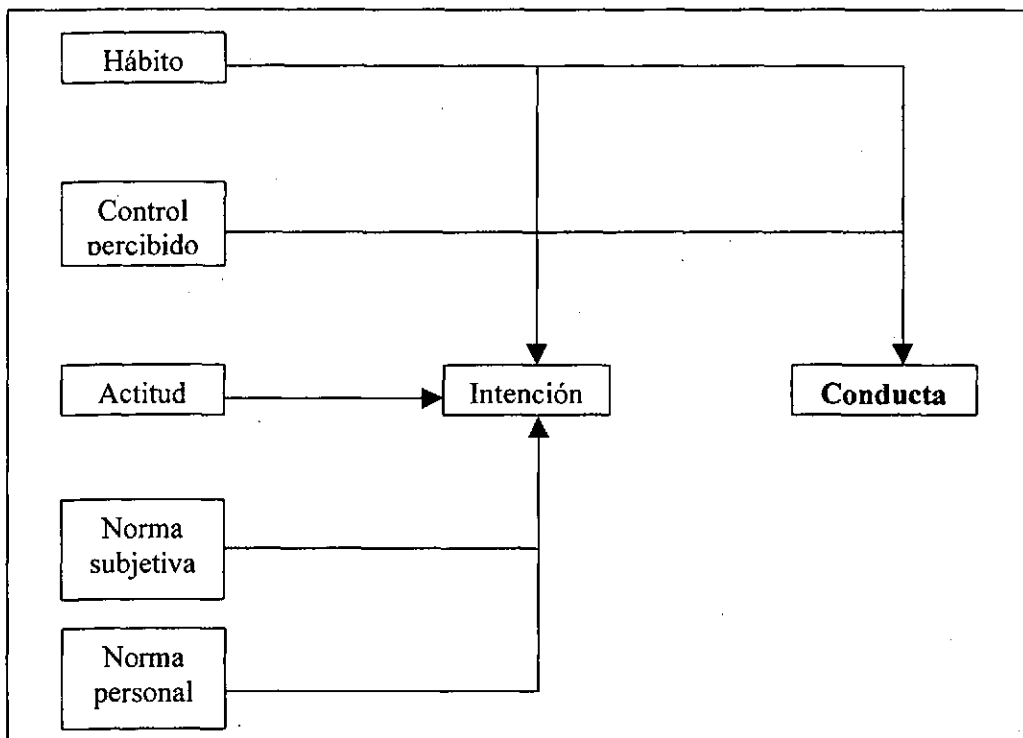 Hábito
Control
percibido
Actitud
Intención
Conducta
Norma
subjetiva
Norma
personal